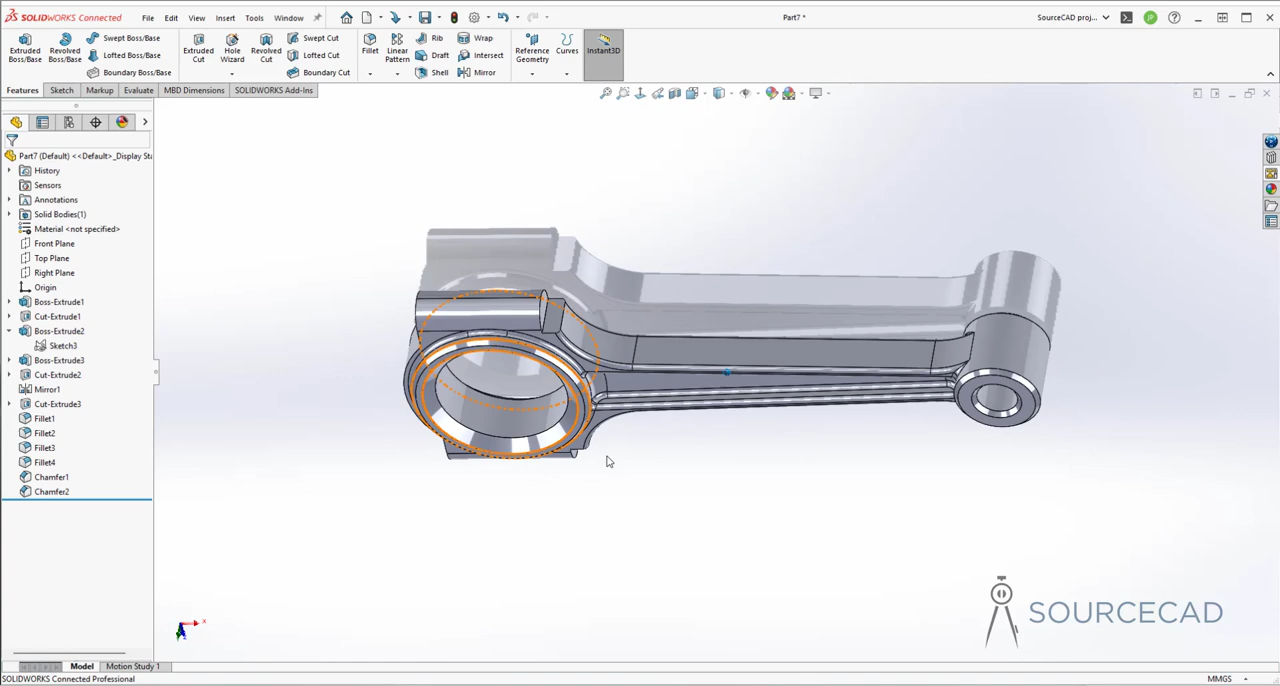 SOLIDWORKS Connected
File
Edit
View
Insert
Tools
Window
Part7 *
SourceCAD proj...
JP
Extruded Boss/Base
Revolved Boss/Base
Swept Boss/Base
Lofted Boss/Base
Boundary Boss/Base
Extruded Cut
Hole Wizard
Revolved Cut
Swept Cut
Lofted Cut
Boundary Cut
Fillet
Linear Pattern
Rib
Draft
Shell
Wrap
Intersect
Mirror
Reference Geometry
Curves
Instant3D
Features
Sketch
Markup
Evaluate
MBD Dimensions
SOLIDWORKS Add-Ins
Part7 (Default) <<Default>_Display Sta
History
Sensors
Annotations
Solid Bodies(1)
Material <not specified>
Front Plane
Top Plane
Right Plane
Origin
Boss-Extrude1
Cut-Extrude1
Boss-Extrude2
Sketch3
Boss-Extrude3
Cut-Extrude2
Mirror1
Cut-Extrude3
Fillet1
Fillet2
Fillet3
Fillet4
Chamfer1
Chamfer2
x
z
SOURCECAD
Model
Motion Study 1
SOLIDWORKS Connected Professional
MMGS